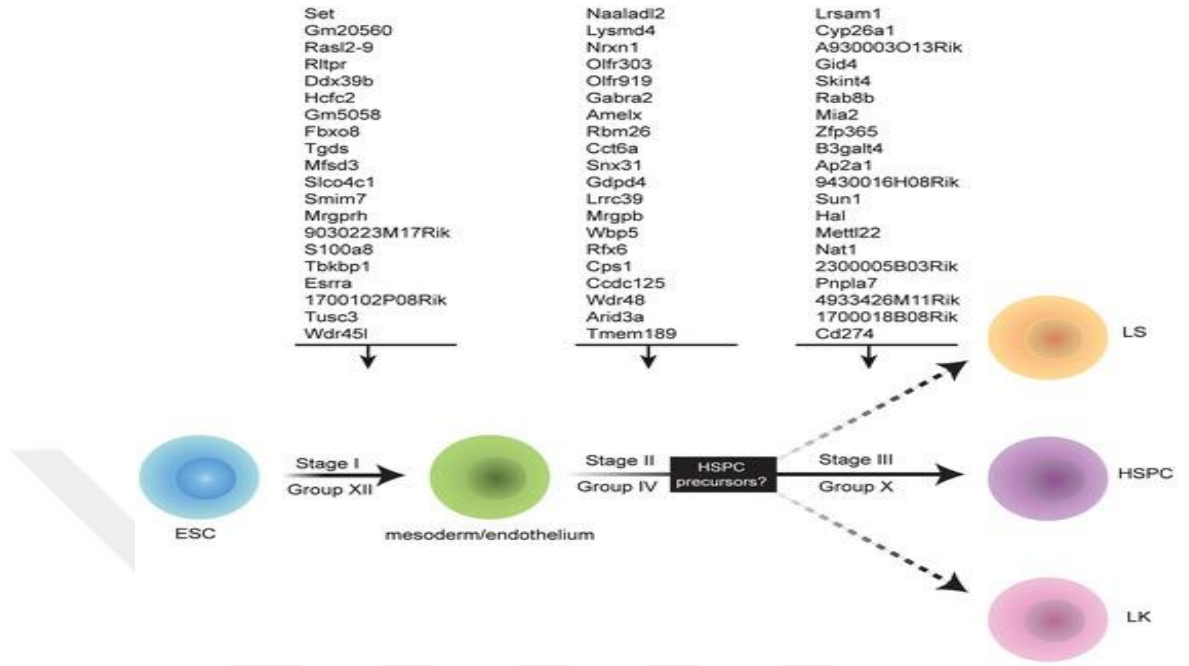 Set
Gm20560
Rasl2-9
Rltpr
Ddx39b
Hcfc2
Gm5058
Fbxo8
Tgds
Mfsd3
Slco4c1
Smim7
Mrgprh
9030223M17Rik
S100a8
Tbkbp1
Esrra
1700102P08Rik
Tusc3
Wdr45l
Naaladl2
Lysmd4
Nrxn1
Olfr303
Olfr919
Gabra2
Amelx
Rbm26
Cct6a
Snx31
Gdpd4
Lrrc39
Mrgpb
Wbp5
Rfx6
Cps1
Ccdc125
Wdr48
Arid3a
Tmem189
Lrsam1
Cyp26a1
A930003O13Rik
Gid4
Skint4
Rab8b
Mia2
Zfp365
B3galt4
Ap2a1
9430016H08Rik
Sun1
Hal
Mettl22
Nat1
2300005B03Rik
Pnpla7
4933426M11Rik
1700018B08Rik
Cd274
ESC
Stage I
Group XII
mesoderm/endothelium
Stage II
Group IV
HSPC
precursors?
Stage III
Group X
LS
HSPC
LK